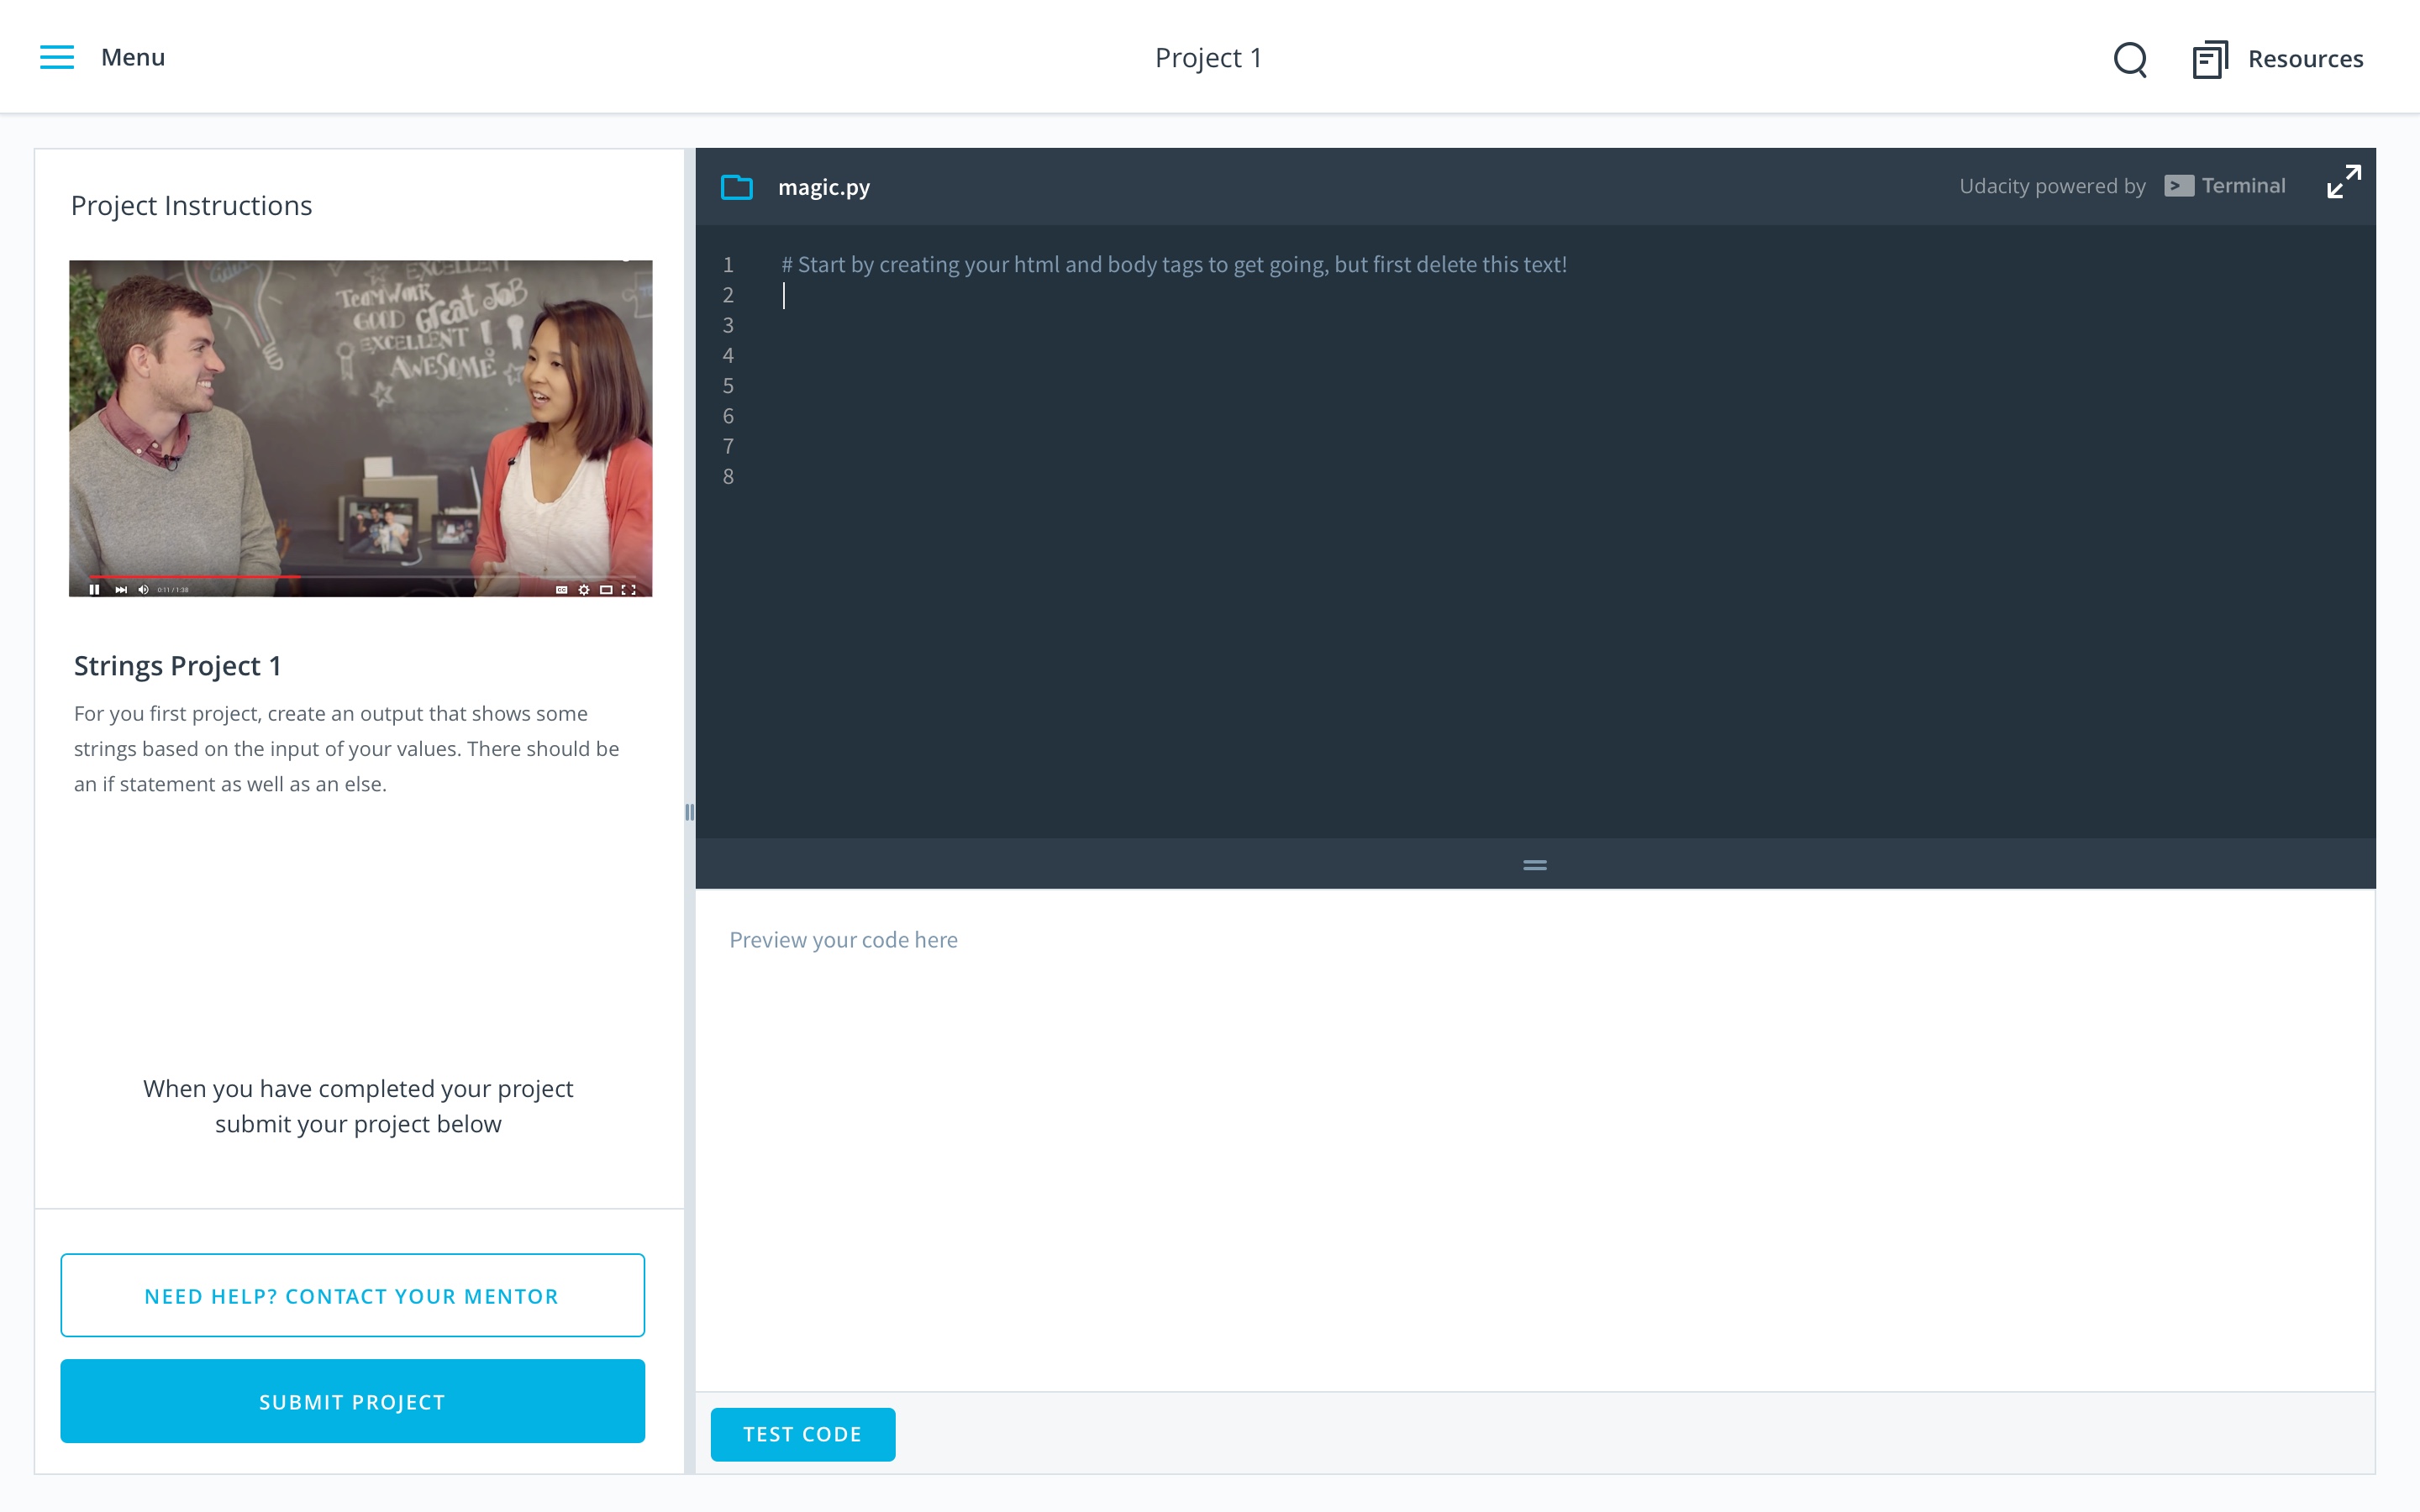 Menu
Project 1
Resources
Project Instructions
magic.py
Udacity powered by
>
Terminal
EXCELLENT
TeamWork
Great JoB
GOOD
EXCELLENT !
AWESOME
0:11 / 1:38
CC
Strings Project 1
For you first project, create an output that shows some
strings based on the input of your values. There should be
an if statement as well as an else.
When you have completed your project
submit your project below
NEED HELP? CONTACT YOUR MENTOR
SUBMIT PROJECT
1 # Start by creating your html and body tags to get going, but first delete this text!
2
3
4
5
6
7
8
Preview your code here
TEST CODE